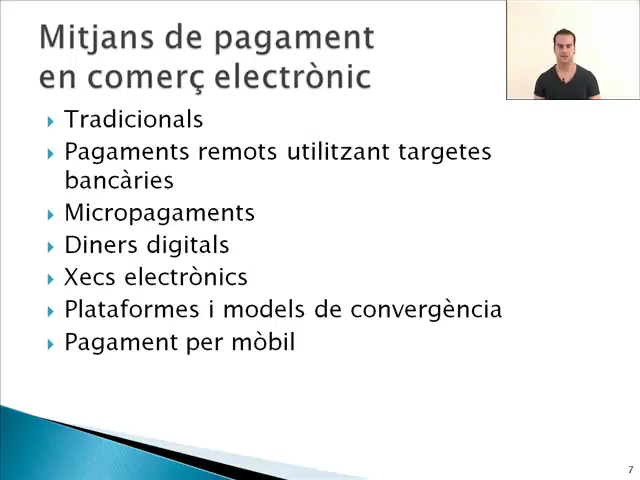 Mitjans de pagament
en comerç electrònic
Tradicionals
Pagaments remots utilitzant targetes
bancàries
Micropagaments
Diners digitals
Xecs electrònics
Plataformes i models de convergència
Pagament per mòbil
7